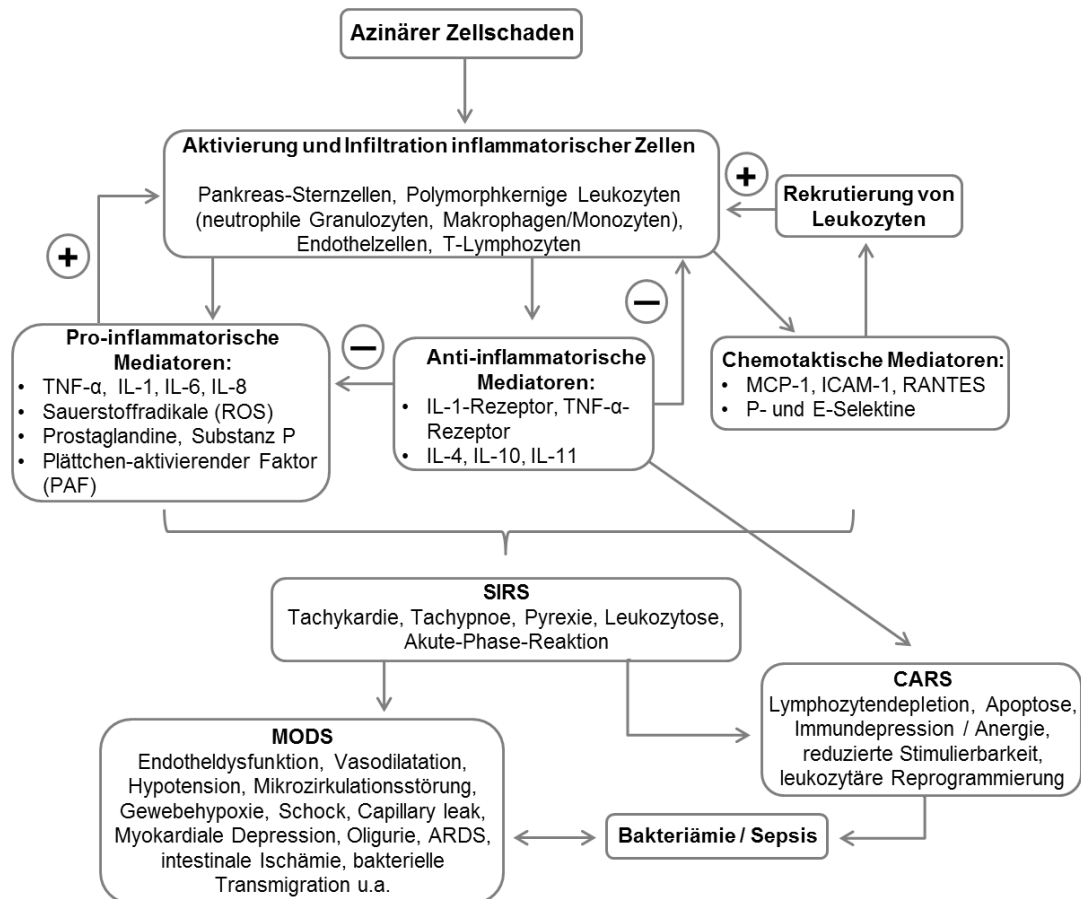 Azinärer Zellschaden
Aktivierung und Infiltration inflammatorischer Zellen
Pankreas-Sternzellen, Polymorphkernige Leukozyten
(neutrophile Granulozyten, Makrophagen/Monozyten),
Endothelzellen, T-Lymphozyten
+
Rekrutierung von
Leukozyten
+
−
−
Pro-inflammatorische
Mediatoren:
• TNF-α, IL-1, IL-6, IL-8
• Sauerstoffradikale (ROS)
• Prostaglandine, Substanz P
• Plättchen-aktivierender Faktor
(PAF)
Anti-inflammatorische
Mediatoren:
• IL-1-Rezeptor, TNF-α-
Rezeptor
• IL-4, IL-10, IL-11
Chemotaktische Mediatoren:
• MCP-1, ICAM-1, RANTES
• P- und E-Selektine
SIRS
Tachykardie, Tachypnoe, Pyrexie, Leukozytose,
Akute-Phase-Reaktion
CARS
Lymphozytendepletion, Apoptose,
Immundepression / Anergie,
reduzierte Stimulierbarkeit,
leukozytäre Reprogrammierung
MODS
Endotheldysfunktion, Vasodilatation,
Hypotension, Mikrozirkulationsstörung,
Gewebehypoxie, Schock, Capillary leak,
Myokardiale Depression, Oligurie, ARDS,
intestinale Ischämie, bakterielle
Transmigration u.a.
Bakteriämie / Sepsis